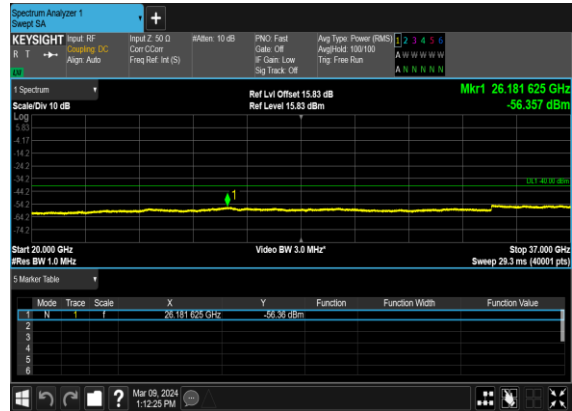 Spectrum Analyzer 1
Swept SA
+
KEYSIGHT Input: RF Input Z: 50 Ω #Atten: 10 dB PNO: Fast Avg Type: Power (RMS) 1 2 3 4 5 6
R T Coupling: DC Corr CCorr Gate: Off Avg|Hold: 100/100 A W W W W W
Align: Auto Freq Ref: Int (S) IF Gain: Low Trig: Free Run
Sig Track: Off A N N N N N
1 Spectrum Ref Lvl Offset 15.83 dB Mkr1 26.181 625 GHz
Scale/Div 10 dB Ref Level 15.83 dBm -56.357 dBm
Log
5.83
-4.17
-14.2
-24.2
-34.2 DL1 -40.00 dBm
-44.2
1
-54.2
-64.2
-74.2
Start 20.000 GHz Video BW 3.0 MHz* Stop 37.000 GHz
#Res BW 1.0 MHz Sweep 29.3 ms (40001 pts)
5 Marker Table
Mode Trace Scale X Y Function Function Width Function Value
1 N 1 f 26.181 625 GHz -56.36 dBm
2
3
4
5
6
? Mar 09, 2024
1:12:25 PM